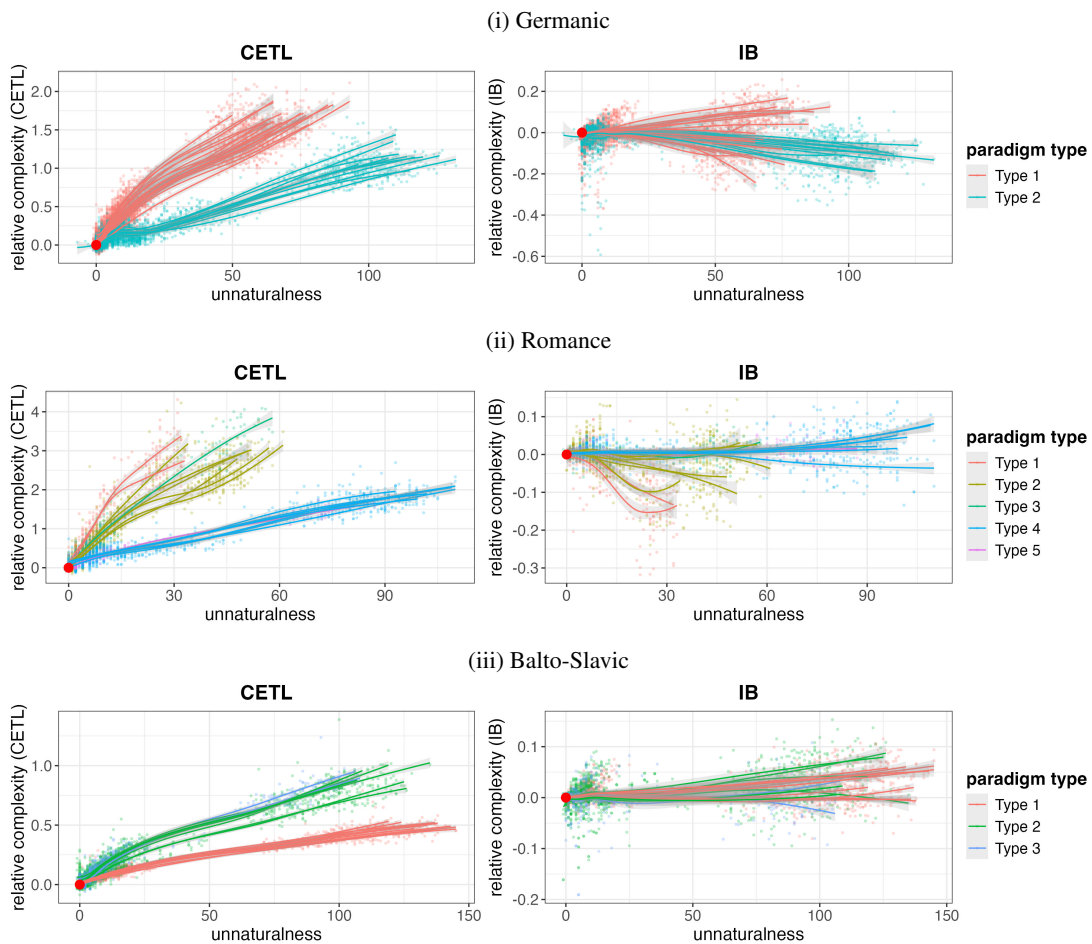 (i) Germanic
CETL
IB
relative complexity (CETL)
2.0
1.5
1.0
0.5
0.0
0
50
100
unnaturalness
relative complexity (IB)
0.2
0.0
-0.2
-0.4
-0.6
0
50
100
unnaturalness
paradigm type
Type 1
Type 2
(ii) Romance
CETL
IB
relative complexity (CETL)
4
3
2
1
0
0
30
60
90
unnaturalness
relative complexity (IB)
0.1
0.0
-0.1
-0.2
-0.3
0
30
60
90
unnaturalness
paradigm type
Type 1
Type 2
Type 3
Type 4
Type 5
(iii) Balto-Slavic
CETL
IB
relative complexity (CETL)
1.0
0.5
0.0
0
50
100
150
unnaturalness
relative complexity (IB)
0.1
0.0
-0.1
-0.2
0
50
100
150
unnaturalness
paradigm type
Type 1
Type 2
Type 3